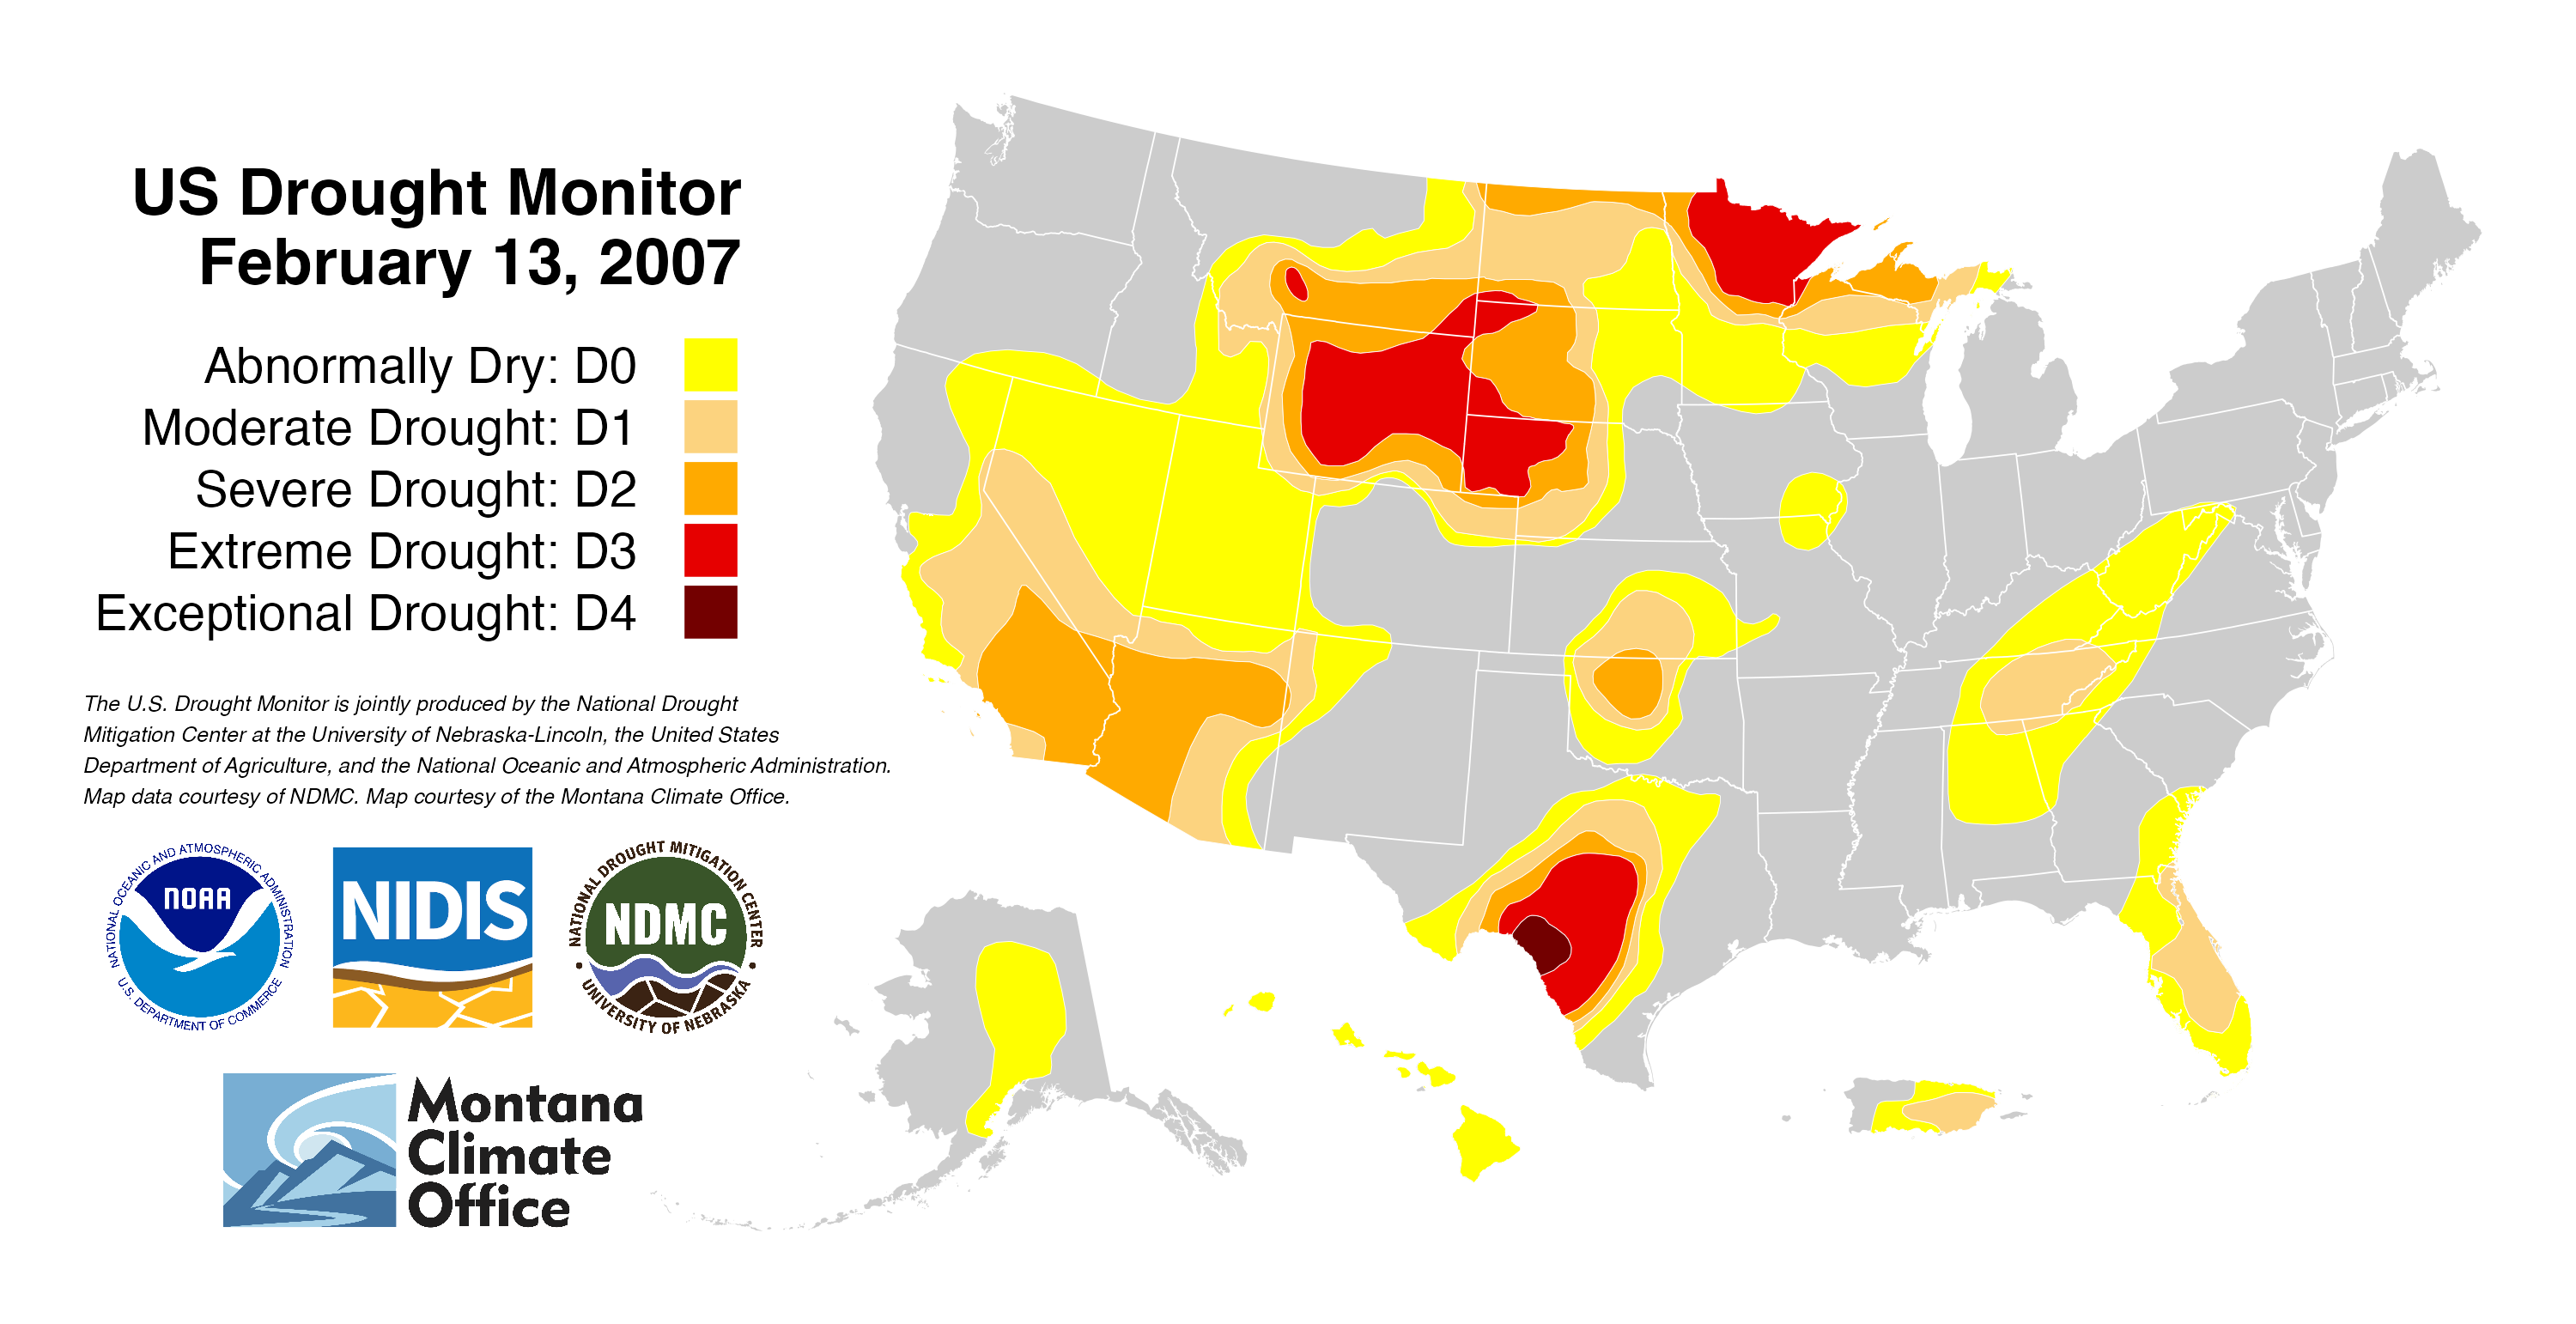 US Drought Monitor
February 13, 2007
Abnormally Dry: D0
Moderate Drought: D1
Severe Drought: D2
Extreme Drought: D3
Exceptional Drought: D4
The U.S. Drought Monitor is jointly produced by the National Drought
Mitigation Center at the University of Nebraska-Lincoln, the United States
Department of Agriculture, and the National Oceanic and Atmospheric Administration.
Map data courtesy of NDMC. Map courtesy of the Montana Climate Office.
NATIONAL OCEANIC AND ATMOSPHERIC ADMINISTRATION
NOAA
U.S. DEPARTMENT OF COMMERCE
NIDIS
NATIONAL DROUGHT MITIGATION CENTER
NDMC
UNIVERSITY OF NEBRASKA
Montana
Climate
Office